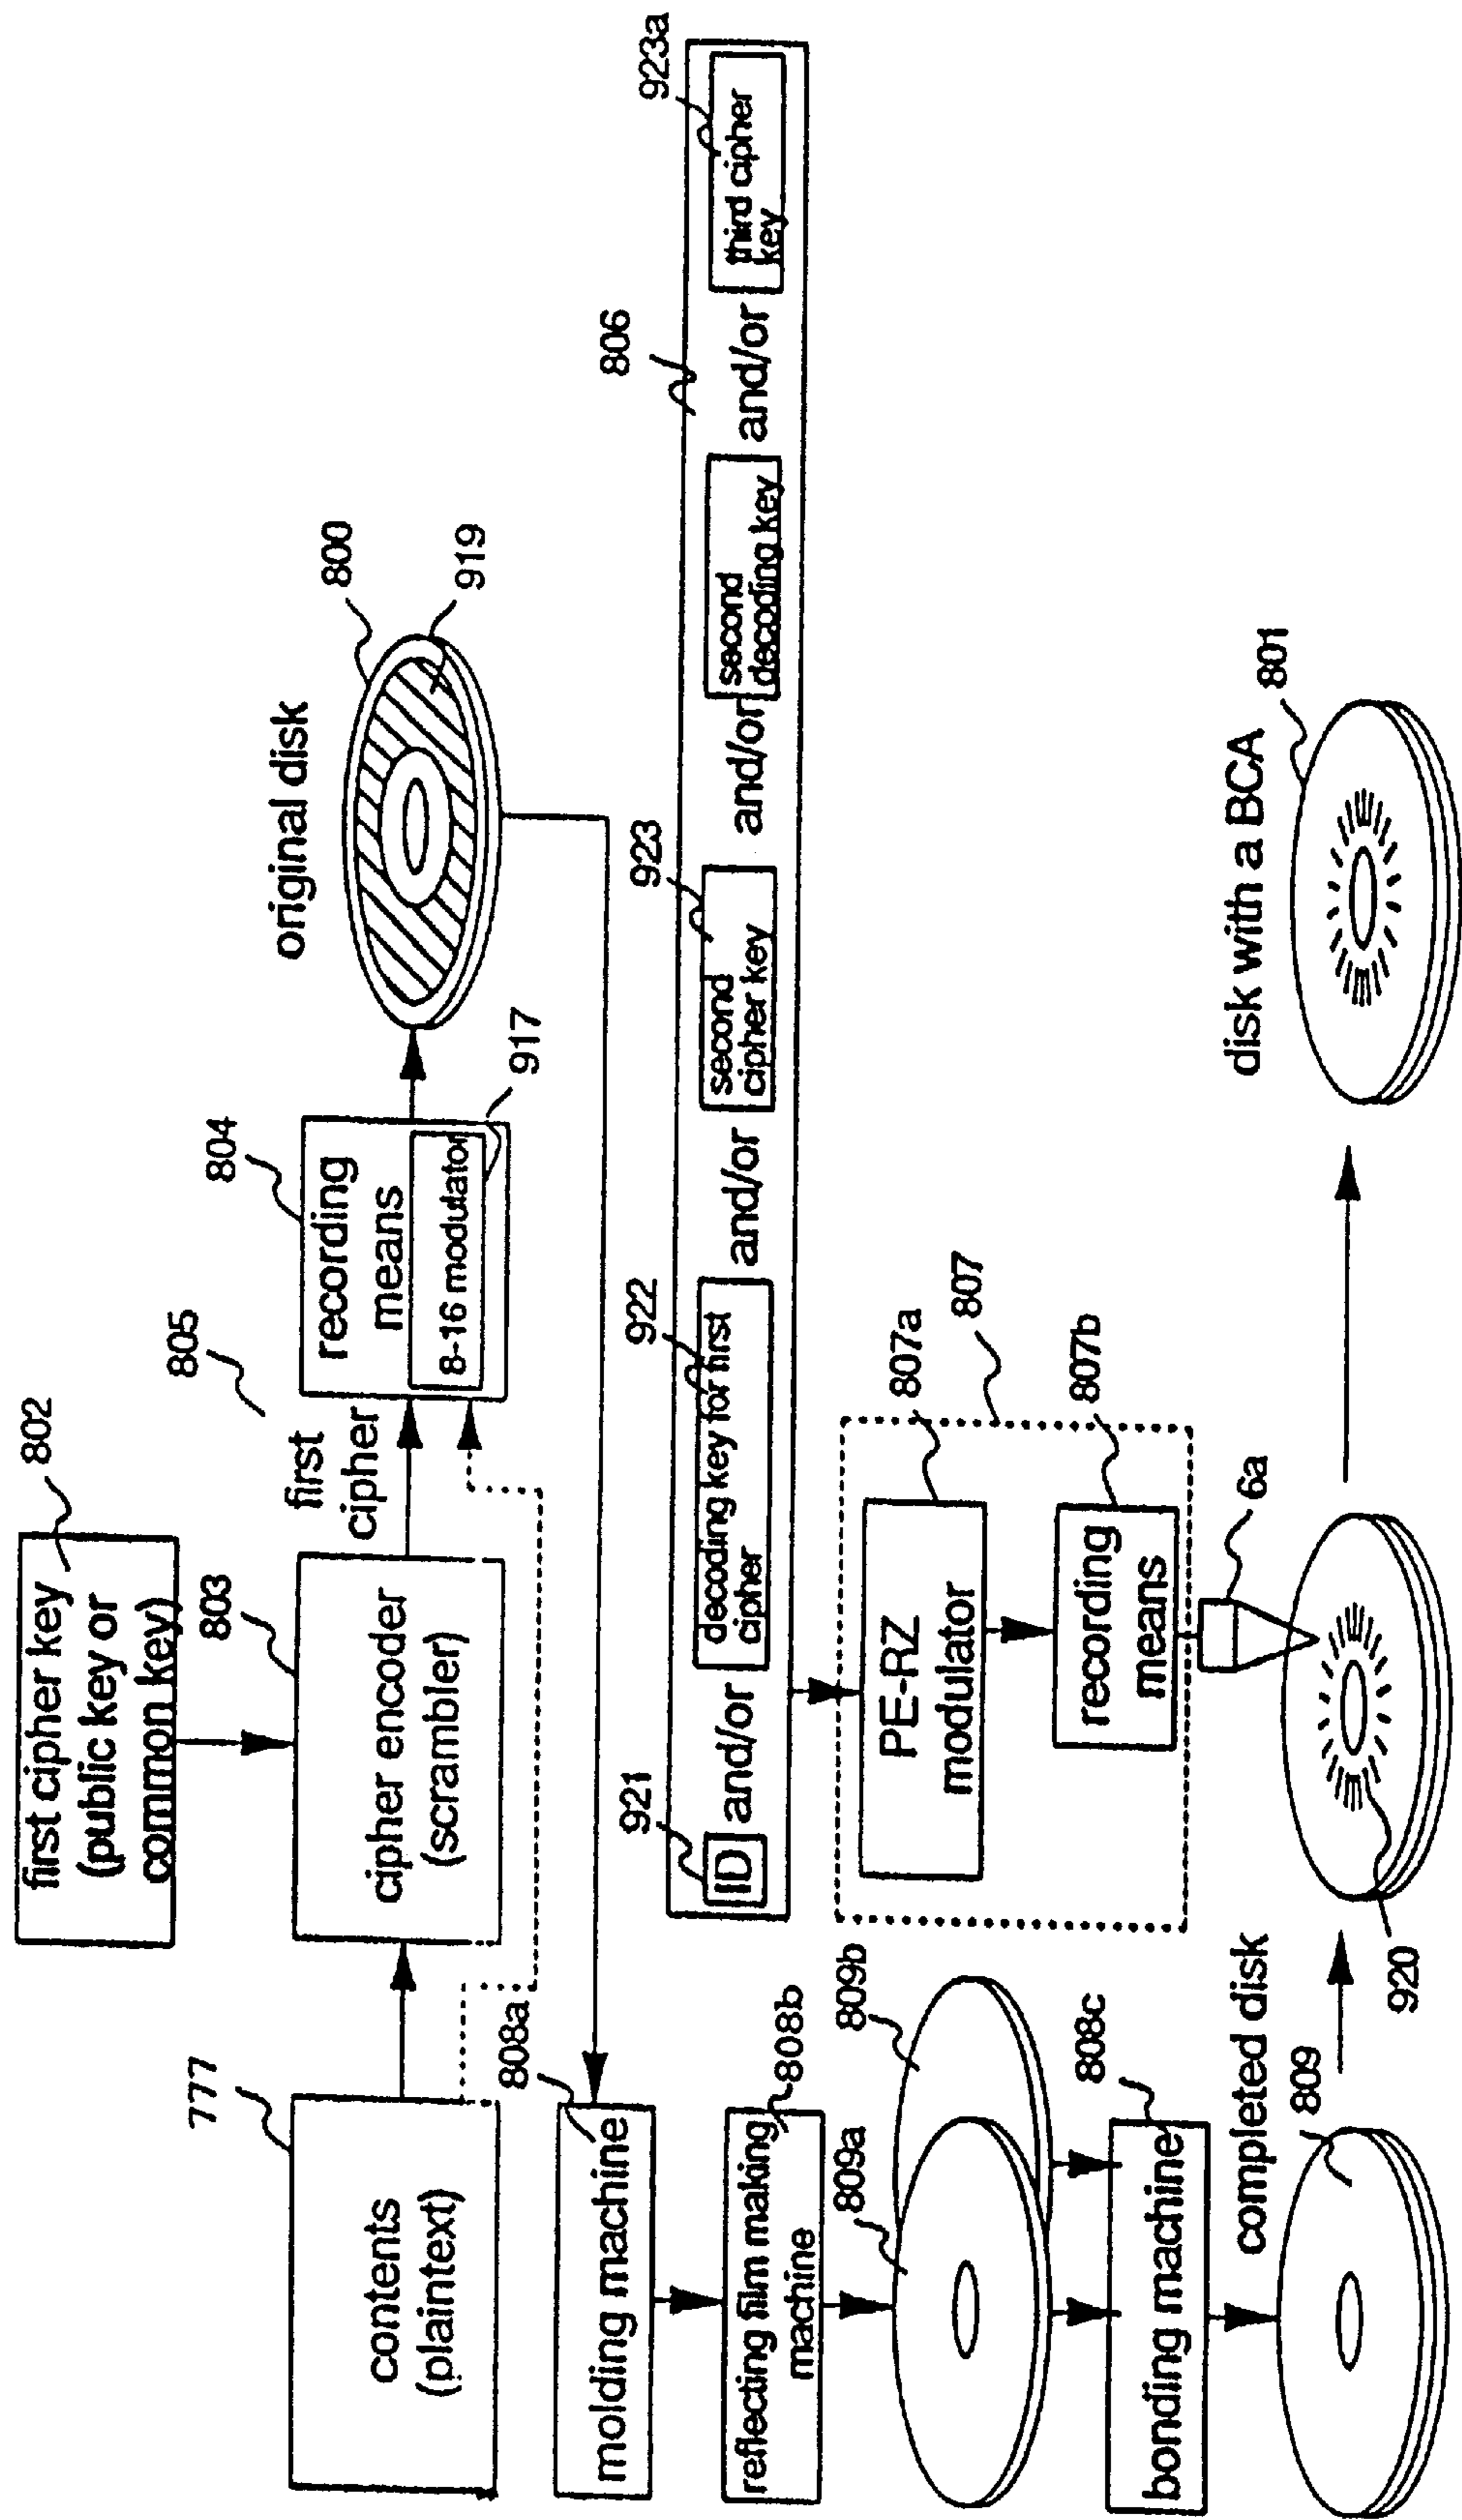 802
first cipher key
(public key or
common key)
805
804
803
777
contents
(plaintext)
cipher encoder
(scrambler)
first
cipher
recording
means
8-16 modulator
917
original disk
800
919
808a
molding machine
808b
reflecting film making
machine
809a
809b
808c
bonding machine
completed disk
809
806
921
ID
and/or
922
decoding key for first
cipher
and/or
923
second
cipher key
and/or
second
decoding key
and/or
923a
third cipher
key
807
807a
PE-RZ
modulator
807b
recording
means
6a
920
disk with a BCA
801